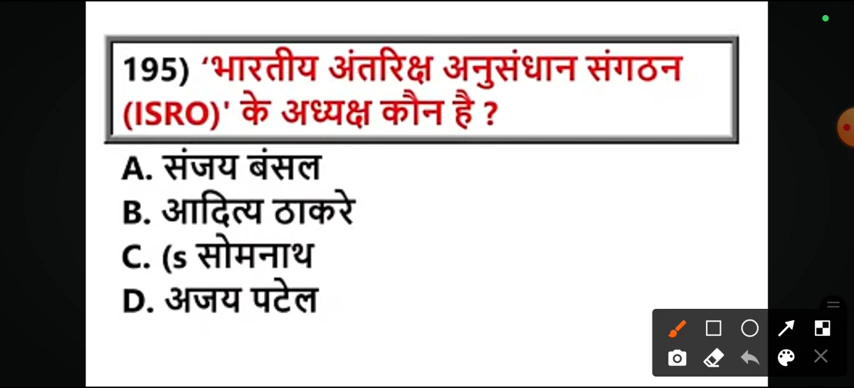 195) ‘भारतीय अंतरिक्ष अनुसंधान संगठन
(ISRO)' के अध्यक्ष कौन है ?
A. संजय बंसल
B. आदित्य ठाकरे
C. (s सोमनाथ
D. अजय पटेल